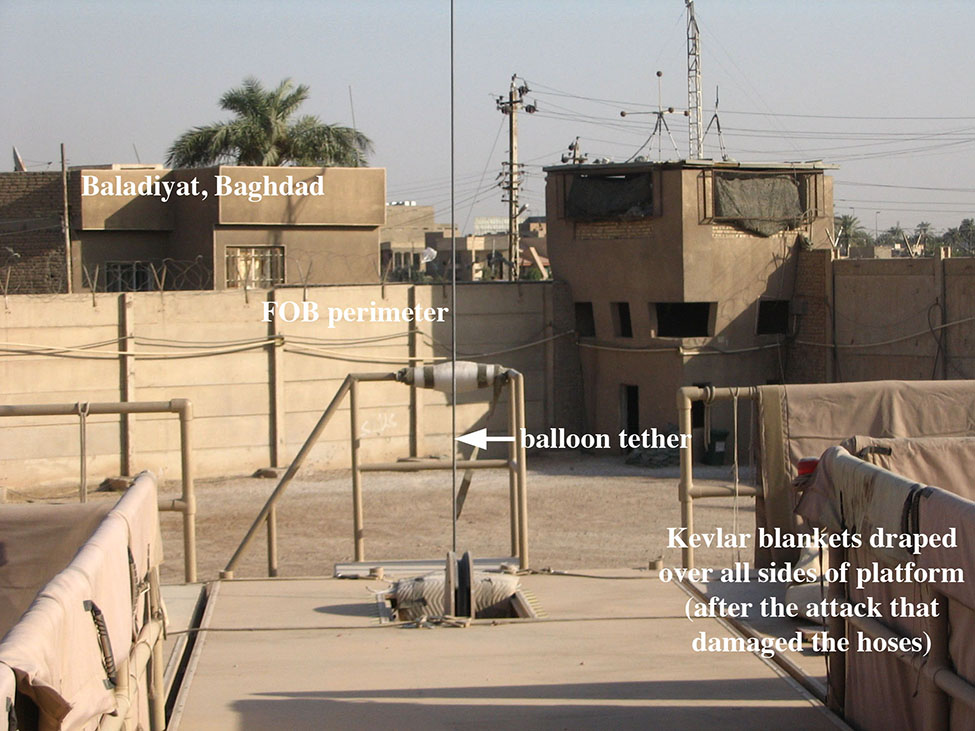 Baladiyat, Baghdad
FOB perimeter
balloon tether
Kevlar blankets draped
over all sides of platform
(after the attack that
damaged the hoses)